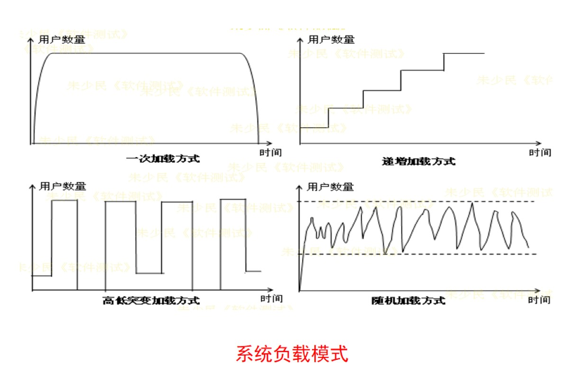 用户数量
用户数量
时间
时间
一次加载方式
递增加载方式
用户数量
用户数量
时间
时间
高低突变加载方式
随机加载方式
系统负载模式